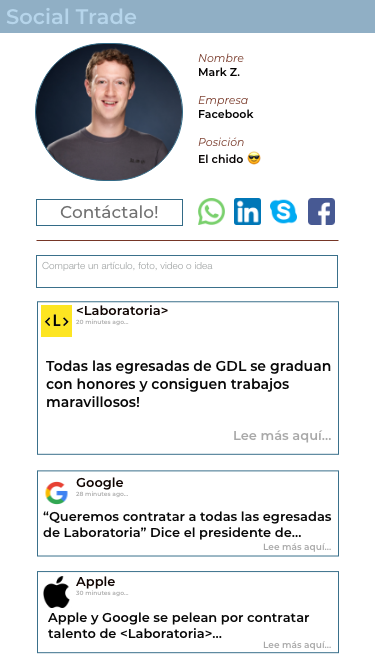 Social Trade
Nombre
Mark Z.
Empresa
Facebook
Posición
El chido 😎
Contáctalo!
Comparte un artículo, foto, video o idea
<L>
<Laboratoria>
20 minutes ago...
Todas las egresadas de GDL se graduan
con honores y consiguen trabajos
maravillosos!
Lee más aquí...
Google
28 minutes ago...
“Queremos contratar a todas las egresadas
de Laboratoria” Dice el presidente de...
Lee más aquí...
Apple
30 minutes ago...
Apple y Google se pelean por contratar
talento de <Laboratoria>...
Lee más aquí...